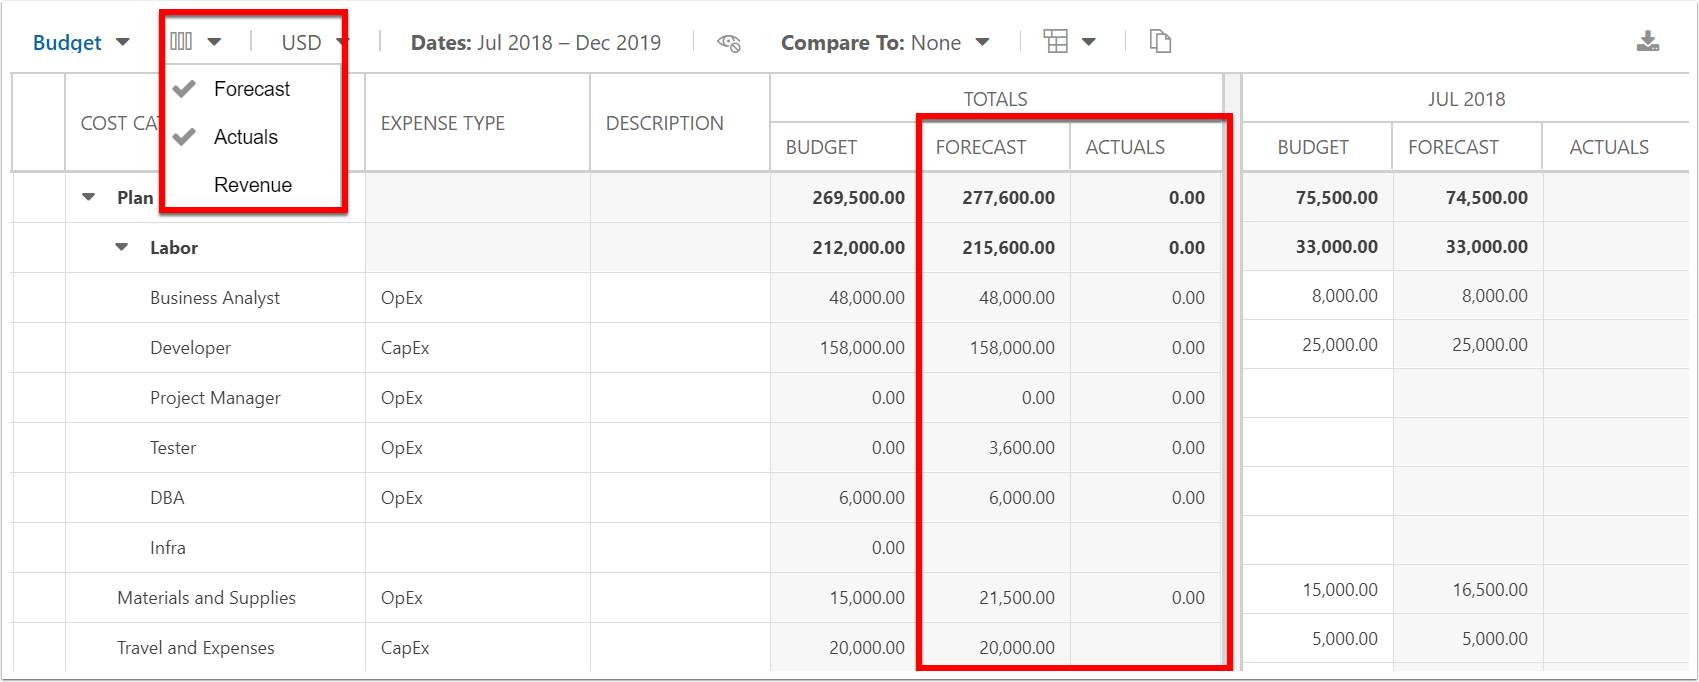 Budget USD Dates: Jul 2018 – Dec 2019 Compare To: None
Forecast
Actuals
Revenue
TOTALS JUL 2018
COST CA EXPENSE TYPE DESCRIPTION
BUDGET FORECAST ACTUALS BUDGET FORECAST ACTUALS
Plan 269,500.00 277,600.00 0.00 75,500.00 74,500.00
Labor 212,000.00 215,600.00 0.00 33,000.00 33,000.00
Business Analyst OpEx 48,000.00 48,000.00 0.00 8,000.00 8,000.00
Developer CapEx 158,000.00 158,000.00 0.00 25,000.00 25,000.00
Project Manager OpEx 0.00 0.00 0.00
Tester OpEx 0.00 3,600.00 0.00
DBA OpEx 6,000.00 6,000.00 0.00
Infra 0.00
Materials and Supplies OpEx 15,000.00 21,500.00 0.00 15,000.00 16,500.00
Travel and Expenses CapEx 20,000.00 20,000.00 5,000.00 5,000.00